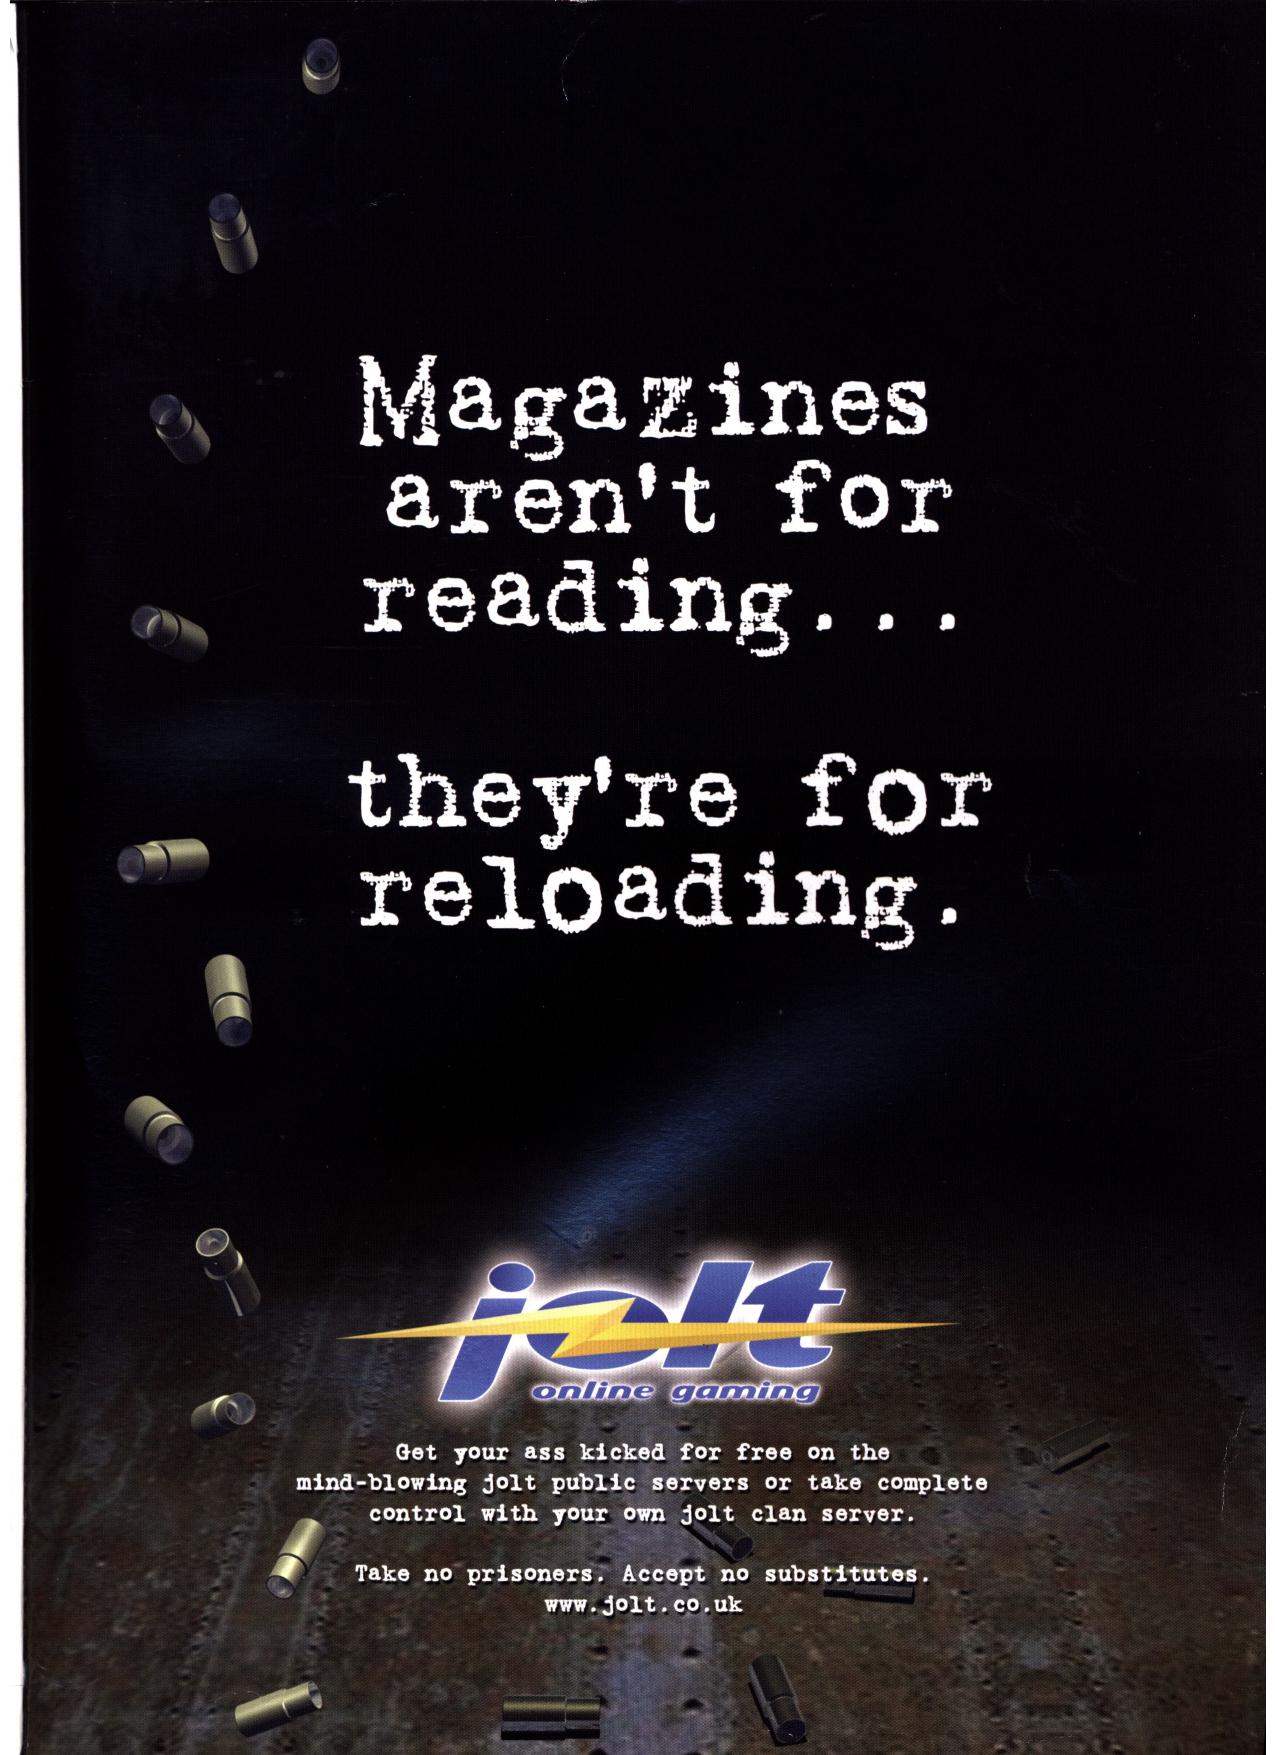 Magazines
aren't for
reading...
they're for
reloading.
jolt
online gaming
Get your ass kicked for free on the
mind-blowing jolt public servers or take complete
control with your own jolt clan server.
Take no prisoners. Accept no substitutes.
www.jolt.co.uk